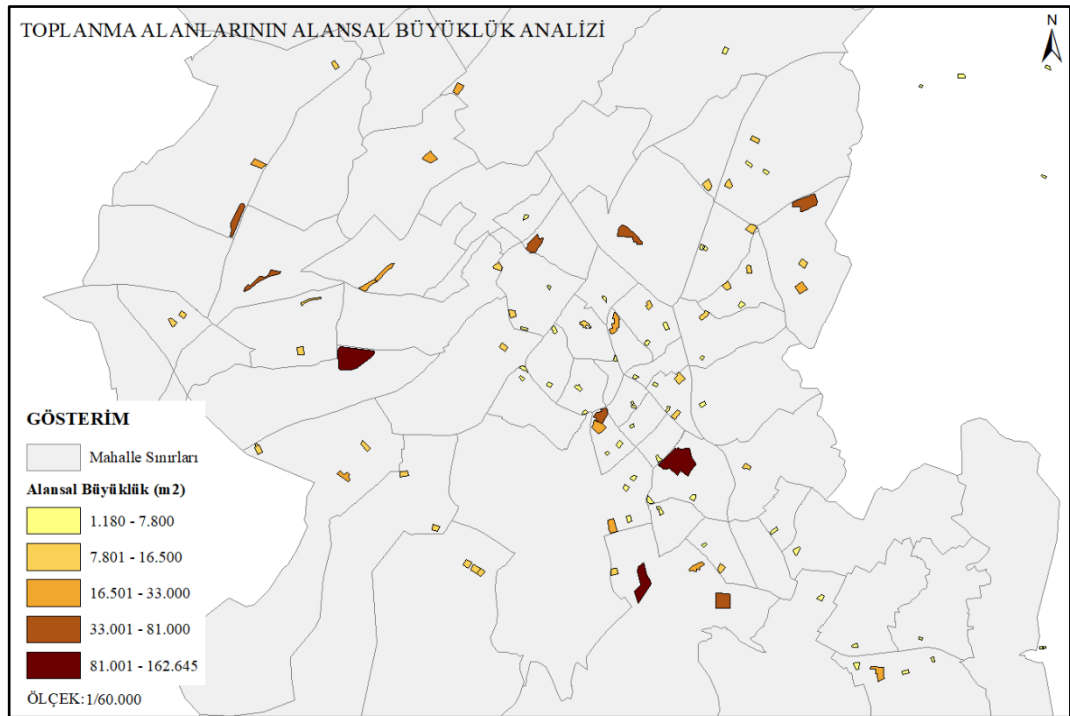 TOPLANMA ALANLARININ ALANSAL BÜYÜKLÜK ANALİZİ
N
GÖSTERİM
Mahalle Sınırları
Alansal Büyüklük (m2)
1.180 - 7.800
7.801 - 16.500
16.501 - 33.000
33.001 - 81.000
81.001 - 162.645
ÖLÇEK:1/60.000